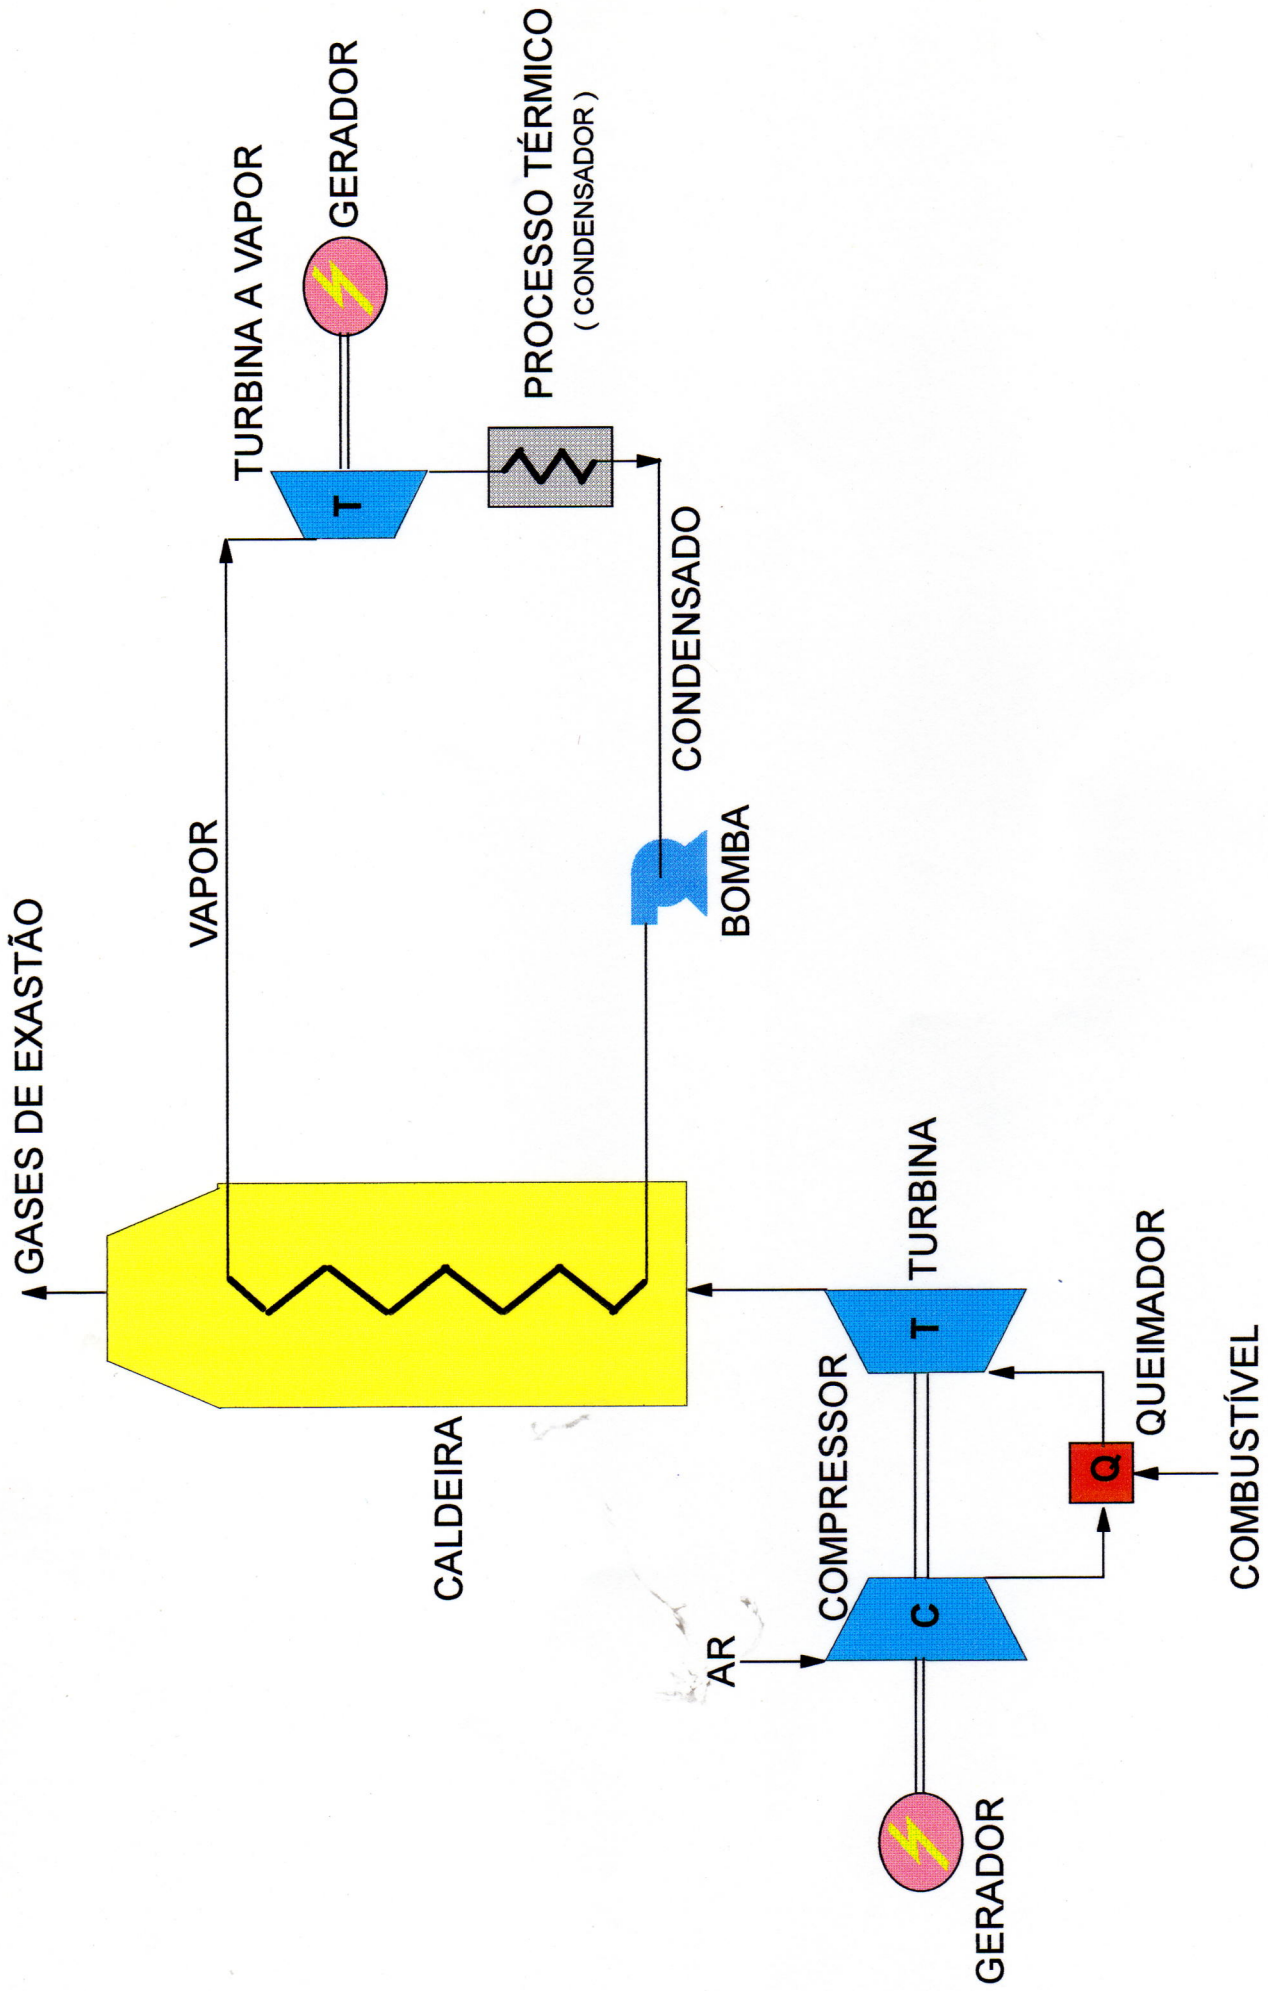 GASES DE EXASTÃO
VAPOR
TURBINA A VAPOR
T
GERADOR
PROCESSO TÉRMICO
( CONDENSADOR )
CONDENSADO
BOMBA
CALDEIRA
AR
COMPRESSOR
C
T
TURBINA
GERADOR
Q
QUEIMADOR
COMBUSTÍVEL